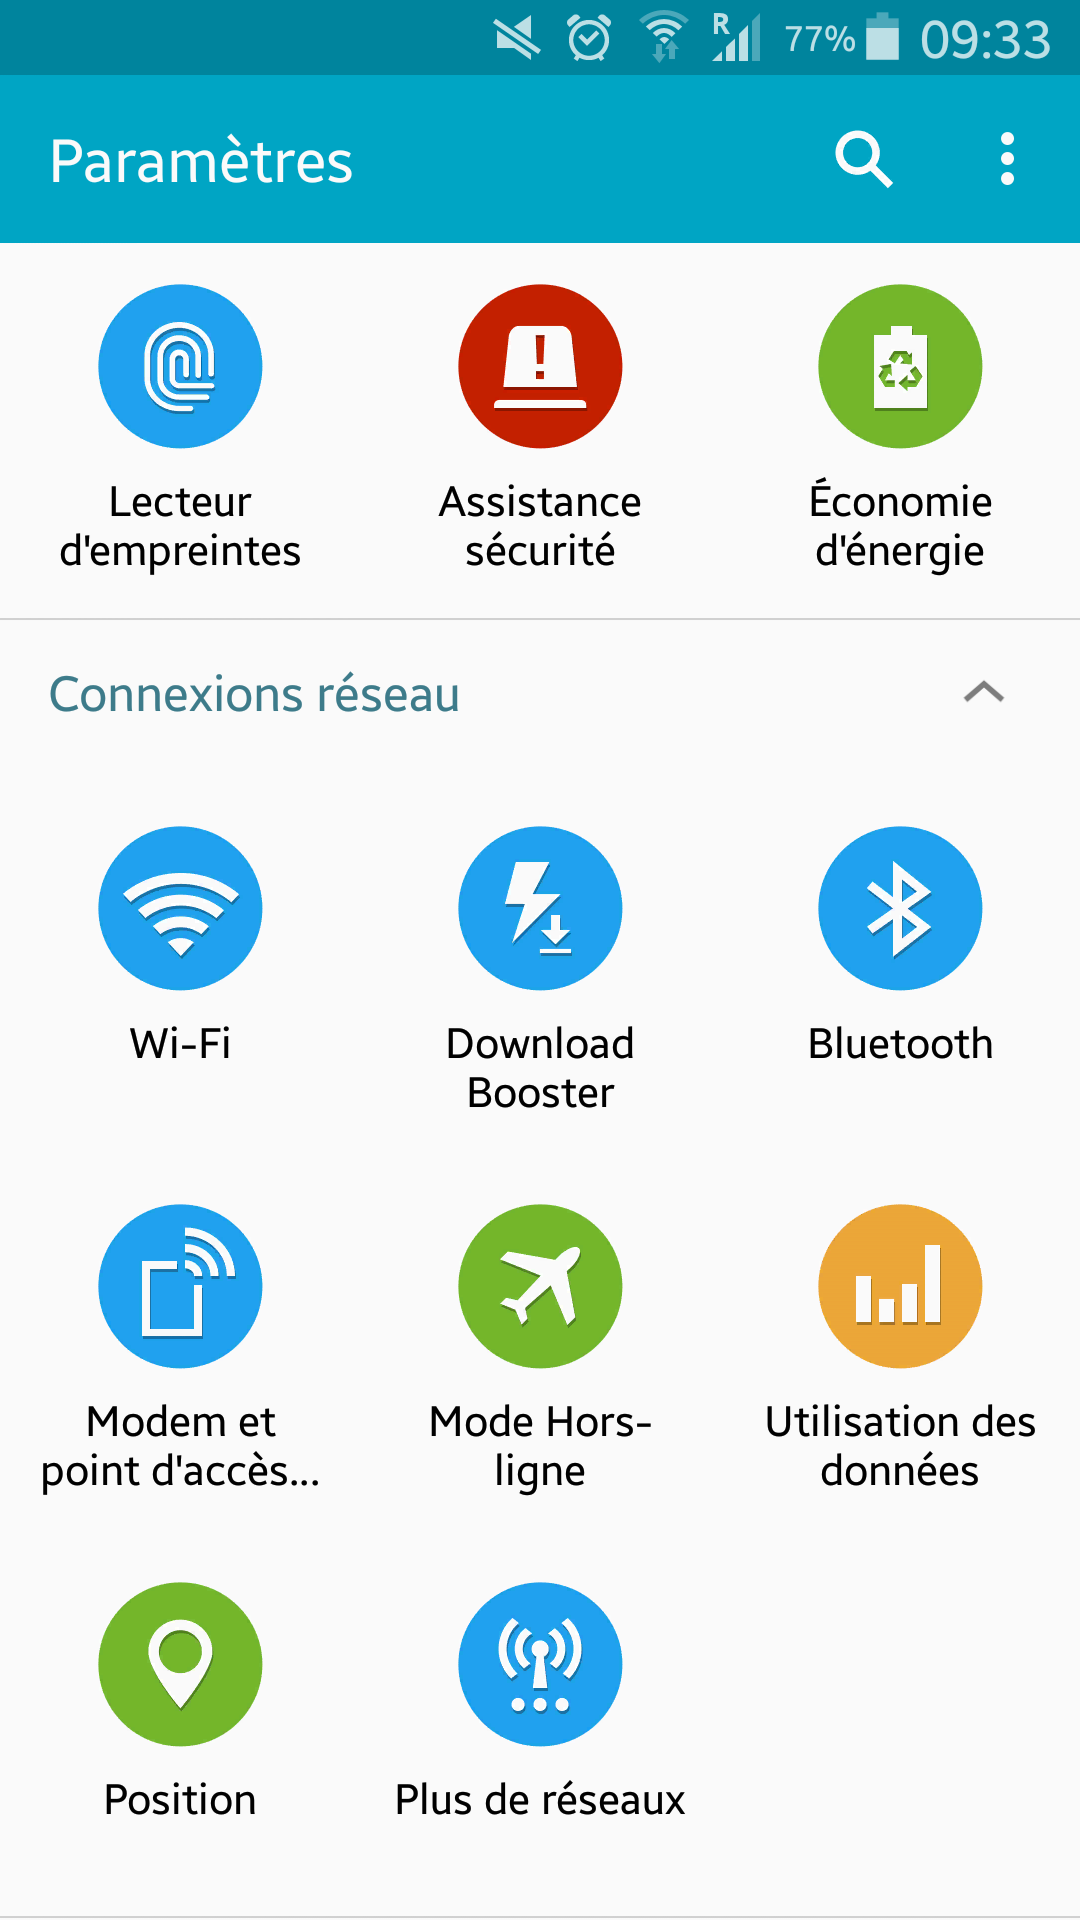 R 77% 09:33
Paramètres
Lecteur d'empreintes
Assistance sécurité
Économie d'énergie
Connexions réseau
Wi-Fi
Download Booster
Bluetooth
Modem et point d'accès...
Mode Hors-ligne
Utilisation des données
Position
Plus de réseaux